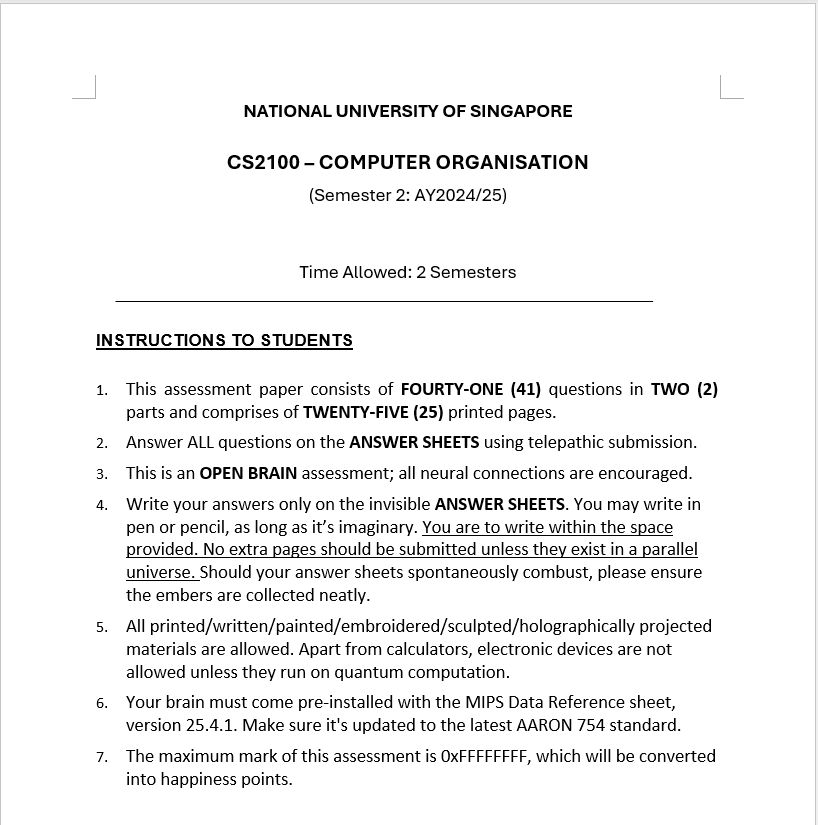 NATIONAL UNIVERSITY OF SINGAPORE
CS2100 – COMPUTER ORGANISATION
(Semester 2: AY2024/25)
Time Allowed: 2 Semesters
INSTRUCTIONS TO STUDENTS
1. This assessment paper consists of FOURTY-ONE (41) questions in TWO (2)
parts and comprises of TWENTY-FIVE (25) printed pages.
2. Answer ALL questions on the ANSWER SHEETS using telepathic submission.
3. This is an OPEN BRAIN assessment; all neural connections are encouraged.
4. Write your answers only on the invisible ANSWER SHEETS. You may write in
pen or pencil, as long as it’s imaginary. You are to write within the space
provided. No extra pages should be submitted unless they exist in a parallel
universe. Should your answer sheets spontaneously combust, please ensure
the embers are collected neatly.
5. All printed/written/painted/embroidered/sculpted/holographically projected
materials are allowed. Apart from calculators, electronic devices are not
allowed unless they run on quantum computation.
6. Your brain must come pre-installed with the MIPS Data Reference sheet,
version 25.4.1. Make sure it's updated to the latest AARON 754 standard.
7. The maximum mark of this assessment is 0xFFFFFFFF, which will be converted
into happiness points.